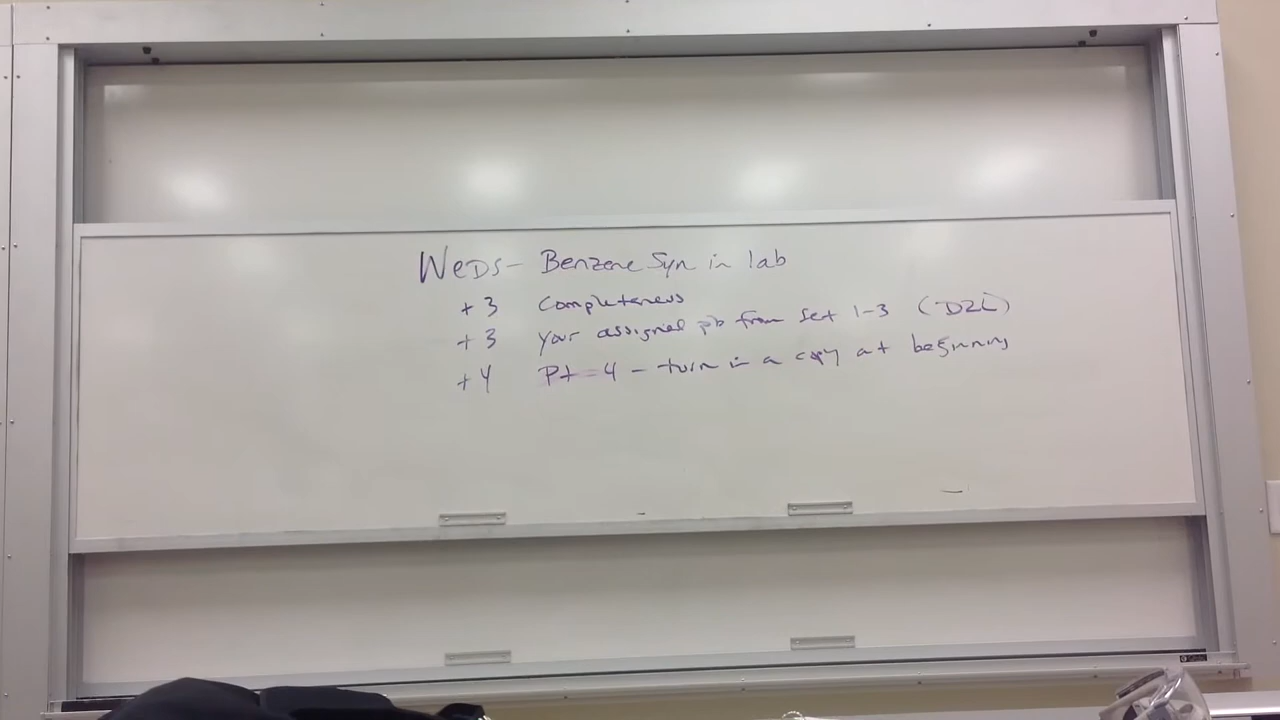 WEDS- Benzene Syn in lab
+3 Completeness
+3 Your assigned pb from Set 1-3 (D2L)
+4 Pt 4 - turn in a copy at beginning